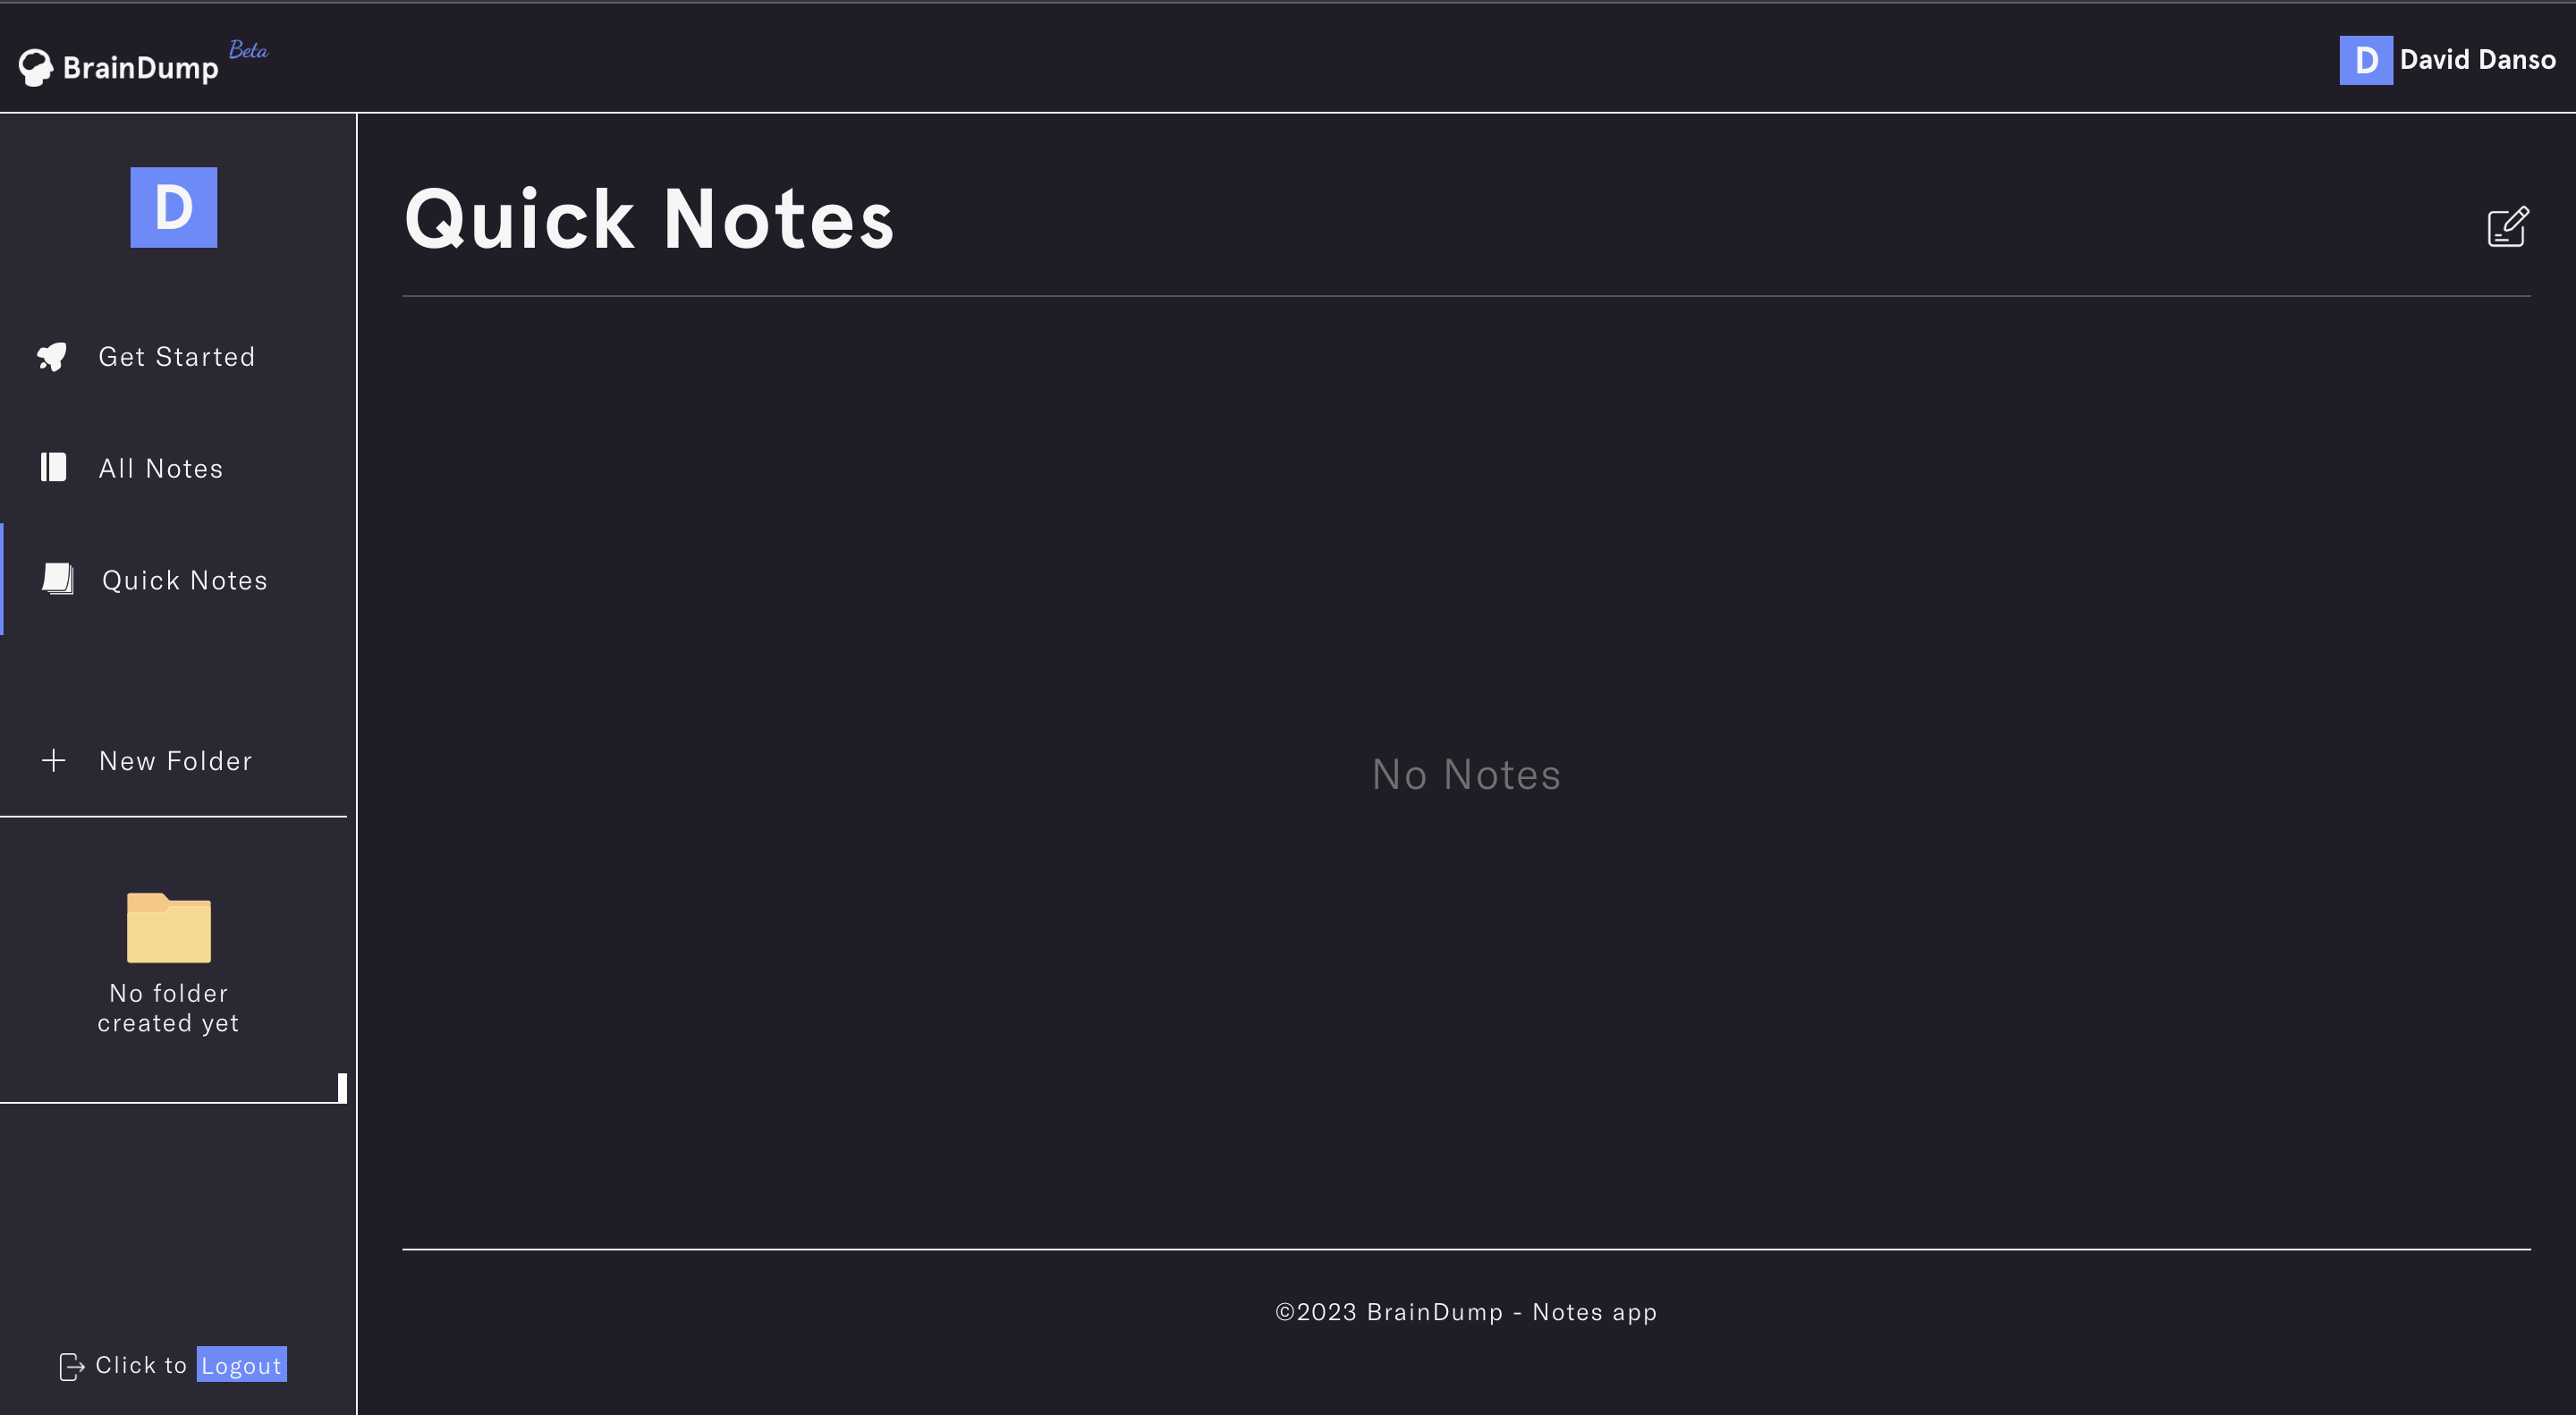 BrainDump Beta
D David Danso
D
Get Started
All Notes
Quick Notes
New Folder
No folder
created yet
Click to Logout
Quick Notes
No Notes
©2023 BrainDump - Notes app